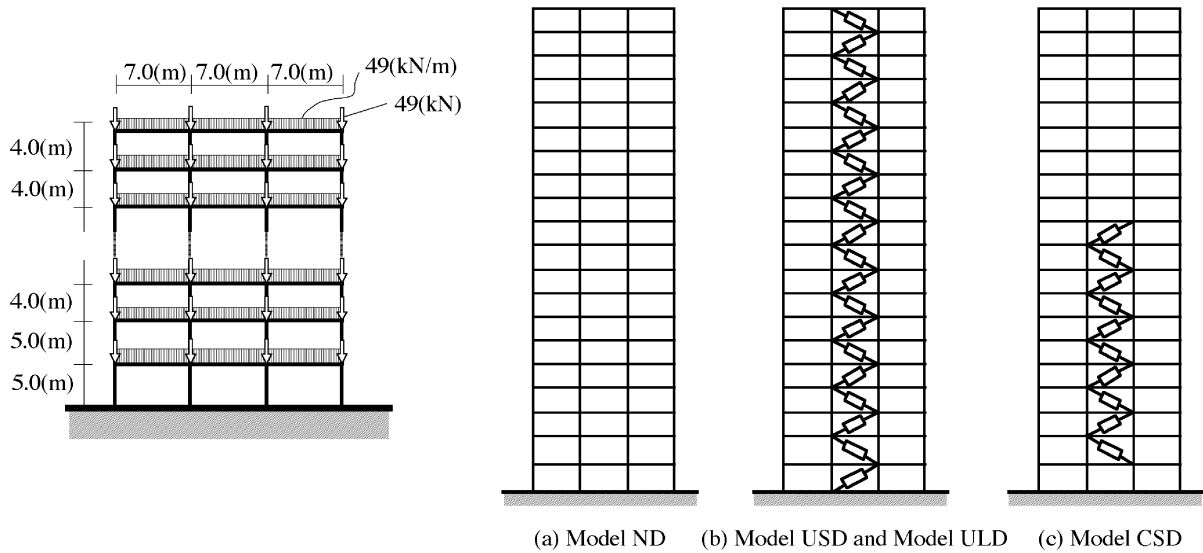 7.0(m) 7.0(m) 7.0(m)
49(kN/m)
49(kN)
4.0(m)
4.0(m)
4.0(m)
5.0(m)
5.0(m)
(a) Model ND
(b) Model USD and Model ULD
(c) Model CSD